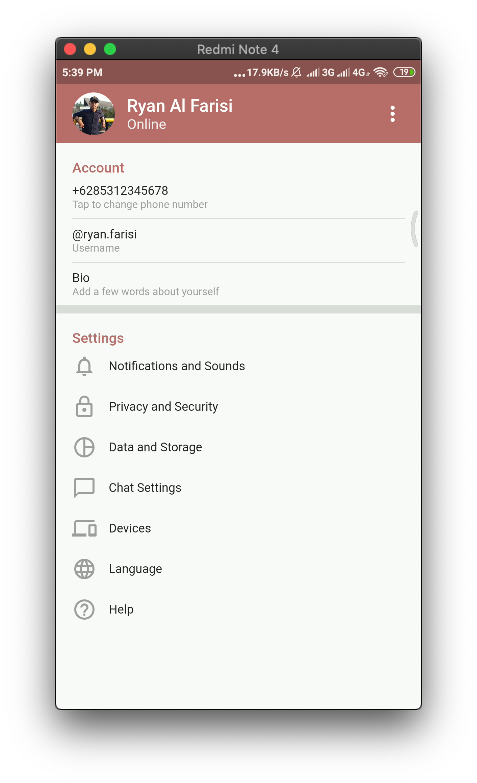 Redmi Note 4
5:39 PM ...17.9KB/s 3G 4G 19
Ryan Al Farisi
Online
Account
+6285312345678
Tap to change phone number
@ryan.farisi
Username
Bio
Add a few words about yourself
Settings
Notifications and Sounds
Privacy and Security
Data and Storage
Chat Settings
Devices
Language
Help